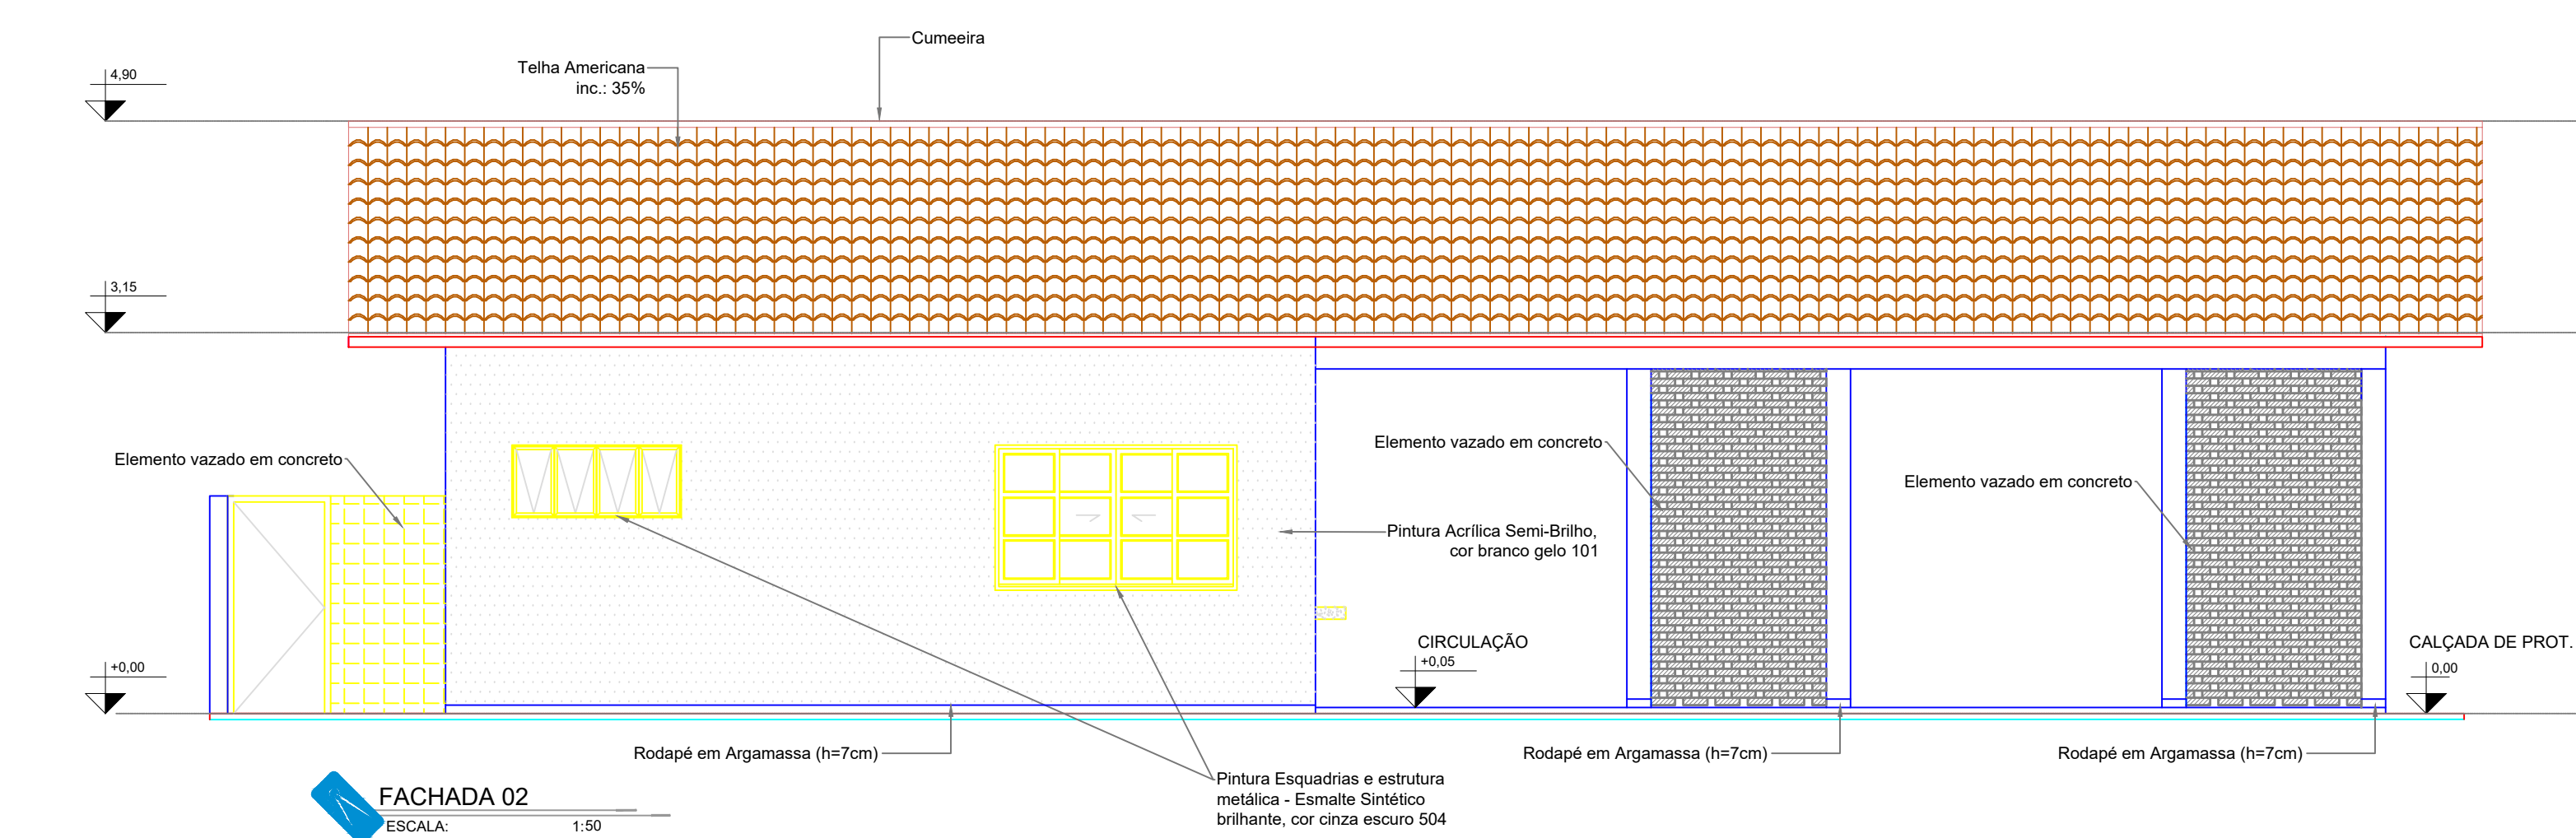 Cumeeira
Telha Americana
inc.: 35%
4,90
3,15
Elemento vazado em concreto
Elemento vazado em concreto
Elemento vazado em concreto
Pintura Acrílica Semi-Brilho,
cor branco gelo 101
CIRCULAÇÃO
+0,05
CALÇADA DE PROT.
0,00
+0,00
Rodapé em Argamassa (h=7cm)
Rodapé em Argamassa (h=7cm)
Rodapé em Argamassa (h=7cm)
Pintura Esquadrias e estrutura
metálica - Esmalte Sintético
brilhante, cor cinza escuro 504
FACHADA 02
ESCALA: 1:50